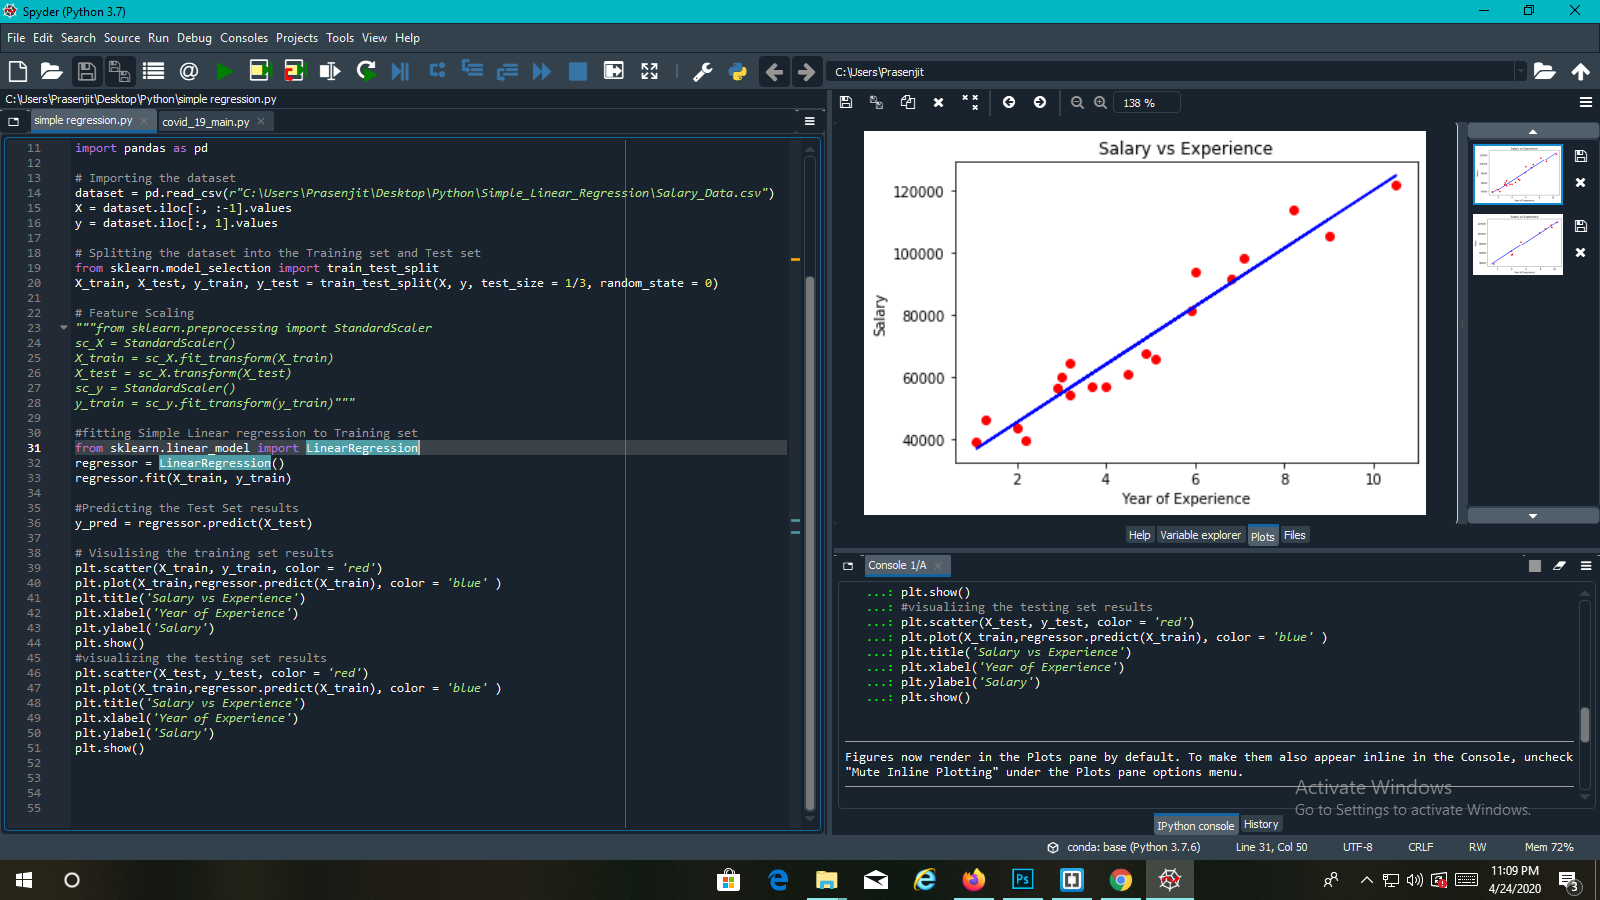 Spyder (Python 3.7)
File Edit Search Source Run Debug Consoles Projects Tools View Help
C:\Users\Prasenjit
C:\Users\Prasenjit\Desktop\Python\simple regression.py
simple regression.py
covid_19_main.py
11 import pandas as pd
12
13 # Importing the dataset
14 dataset = pd.read_csv(r"C:\Users\Prasenjit\Desktop\Python\Simple_Linear_Regression\Salary_Data.csv")
15 X = dataset.iloc[:, :-1].values
16 y = dataset.iloc[:, 1].values
17
18 # Splitting the dataset into the Training set and Test set
19 from sklearn.model_selection import train_test_split
20 X_train, X_test, y_train, y_test = train_test_split(X, y, test_size = 1/3, random_state = 0)
21
22 # Feature Scaling
23 """from sklearn.preprocessing import StandardScaler
24 sc_X = StandardScaler()
25 X_train = sc_X.fit_transform(X_train)
26 X_test = sc_X.transform(X_test)
27 sc_y = StandardScaler()
28 y_train = sc_y.fit_transform(y_train)"""
29
30 #fitting Simple Linear regression to Training set
31 from sklearn.linear_model import LinearRegression
32 regressor = LinearRegression()
33 regressor.fit(X_train, y_train)
34
35 #Predicting the Test Set results
36 y_pred = regressor.predict(X_test)
37
38 # Visulising the training set results
39 plt.scatter(X_train, y_train, color = 'red')
40 plt.plot(X_train,regressor.predict(X_train), color = 'blue' )
41 plt.title('Salary vs Experience')
42 plt.xlabel('Year of Experience')
43 plt.ylabel('Salary')
44 plt.show()
45 #visualizing the testing set results
46 plt.scatter(X_test, y_test, color = 'red')
47 plt.plot(X_train,regressor.predict(X_train), color = 'blue' )
48 plt.title('Salary vs Experience')
49 plt.xlabel('Year of Experience')
50 plt.ylabel('Salary')
51 plt.show()
52
53
54
55
138 %
Salary vs Experience
120000
100000
80000
60000
40000
Salary
2 4 6 8 10
Year of Experience
Help Variable explorer Plots Files
Console 1/A
...: plt.show()
...: #visualizing the testing set results
...: plt.scatter(X_test, y_test, color = 'red')
...: plt.plot(X_train,regressor.predict(X_train), color = 'blue' )
...: plt.title('Salary vs Experience')
...: plt.xlabel('Year of Experience')
...: plt.ylabel('Salary')
...: plt.show()
Figures now render in the Plots pane by default. To make them also appear inline in the Console, uncheck
"Mute Inline Plotting" under the Plots pane options menu.
Activate Windows
Go to Settings to activate Windows.
IPython console History
conda: base (Python 3.7.6) Line 31, Col 50 UTF-8 CRLF RW Mem 72%
Ps
11:09 PM
4/24/2020
3